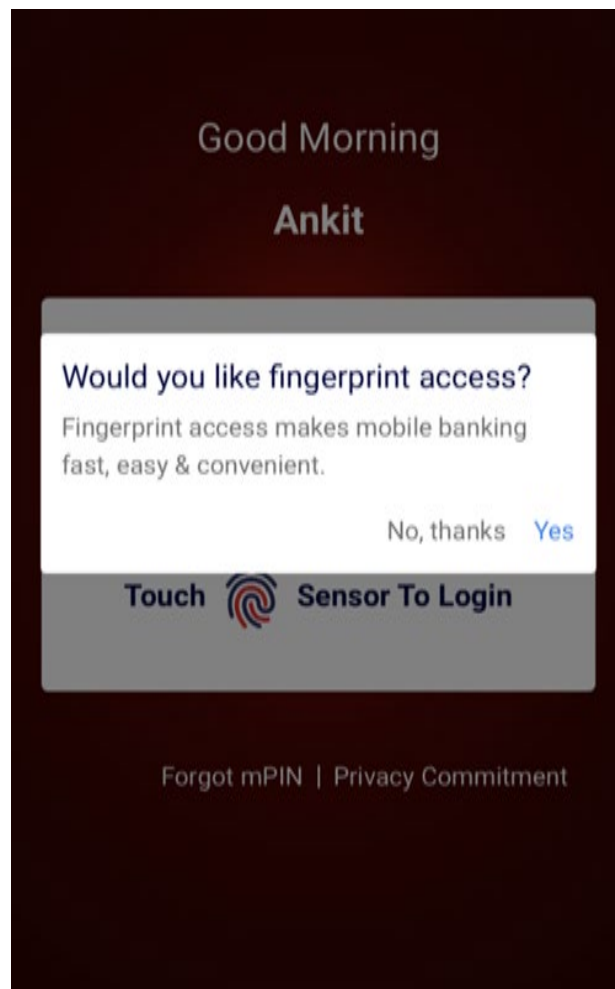 Good Morning
Ankit
Would you like fingerprint access?
Fingerprint access makes mobile banking
fast, easy & convenient.
No, thanks Yes
Touch Sensor To Login
Forgot mPIN | Privacy Commitment